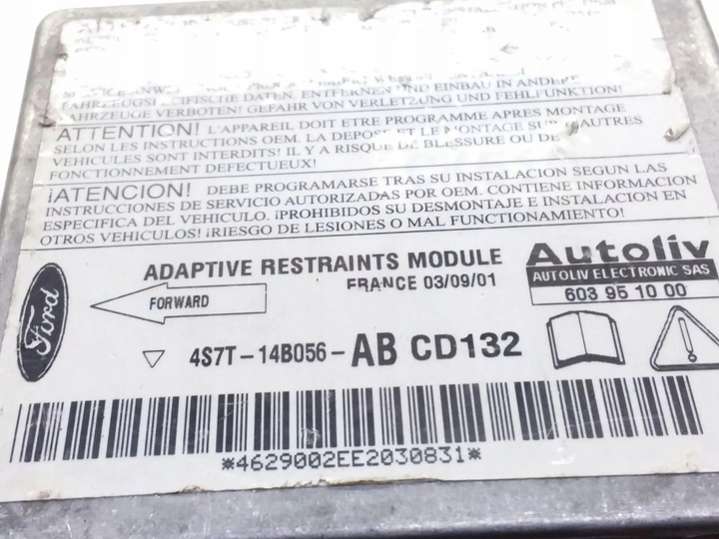 FAHRZEUGSPEZIFISCHE DATEN. ENTFERNEN UND EINBAU IN ANDERE
FAHRZEUGE VERBOTEN! GEFAHR VON VERLETZUNG UND FEHLFUNKTION!
ATTENTION! L'APPAREIL DOIT ETRE PROGRAMME APRES MONTAGE
SELON LES INSTRUCTIONS OEM. LA DEPOSE ET LE MONTAGE SUR D'AUTRES
VEHICULES SONT INTERDITS! IL Y A RISQUE DE BLESSURE OU DE
FONCTIONNEMENT DEFECTUEUX!
¡ATENCION! DEBE PROGRAMARSE TRAS SU INSTALACION SEGUN LAS
INSTRUCCIONES DE SERVICIO AUTORIZADAS POR OEM. CONTIENE INFORMACION
ESPECIFICA DEL VEHICULO. ¡PROHIBIDOS SU DESMONTAJE E INSTALACION EN
OTROS VEHICULOS! ¡RIESGO DE LESIONES O MAL FUNCTIONAMIENTO!
Ford
FORWARD
ADAPTIVE RESTRAINTS MODULE
FRANCE 03/09/01
Autoliv
AUTOLIV ELECTRONIC SAS
603 95 10 00
4S7T-14B056-AB CD132
*4629002EE2030831*